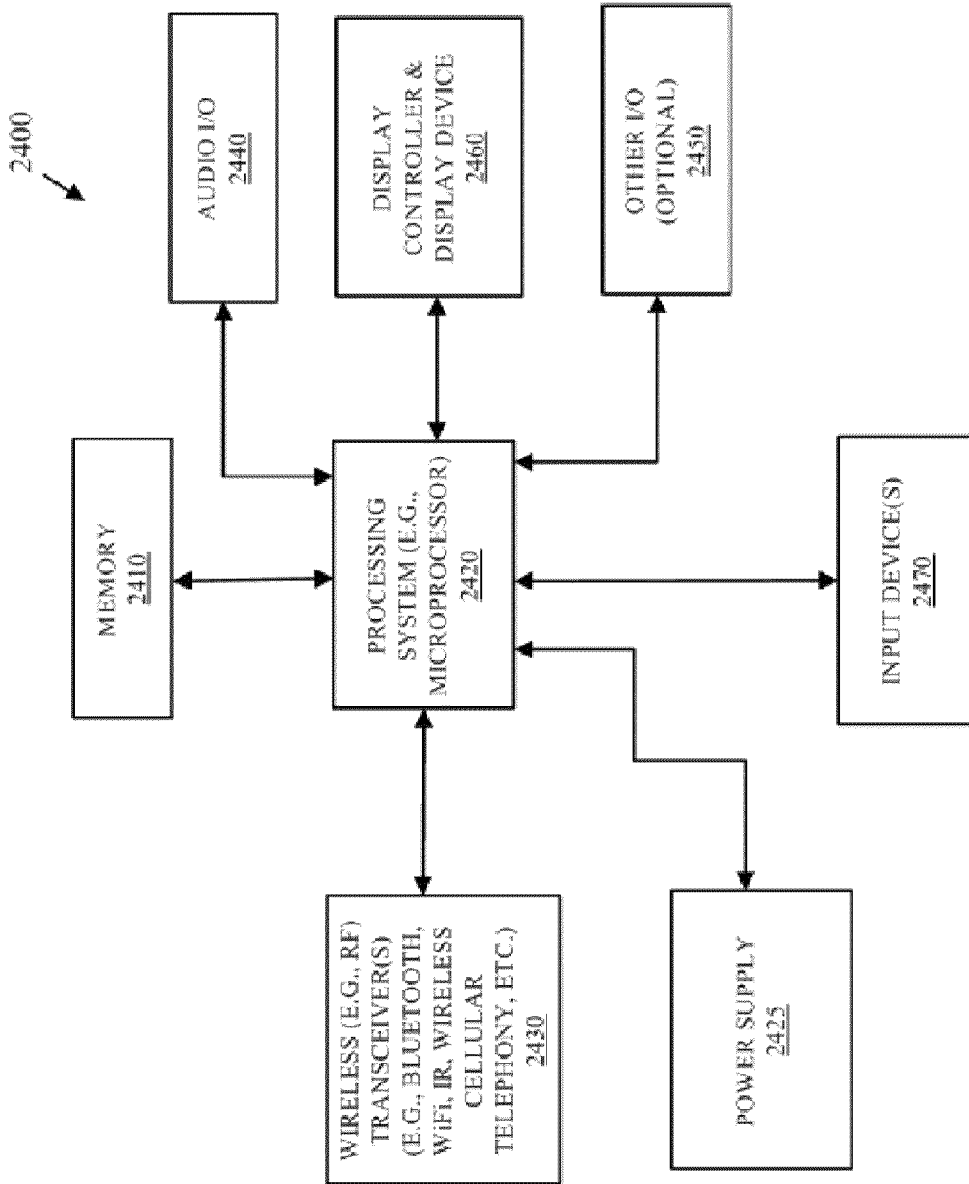 2400
MEMORY
2410
AUDIO I/O
2440
WIRELESS (E.G., RF)
TRANSCEIVER(S)
(E.G., BLUETOOTH,
WiFi, IR, WIRELESS
CELLULAR
TELEPHONY, ETC.)
2430
PROCESSING
SYSTEM (E.G.,
MICROPROCESSOR)
2420
DISPLAY
CONTROLLER &
DISPLAY DEVICE
2460
POWER SUPPLY
2425
INPUT DEVICE(S)
2470
OTHER I/O
(OPTIONAL)
2450